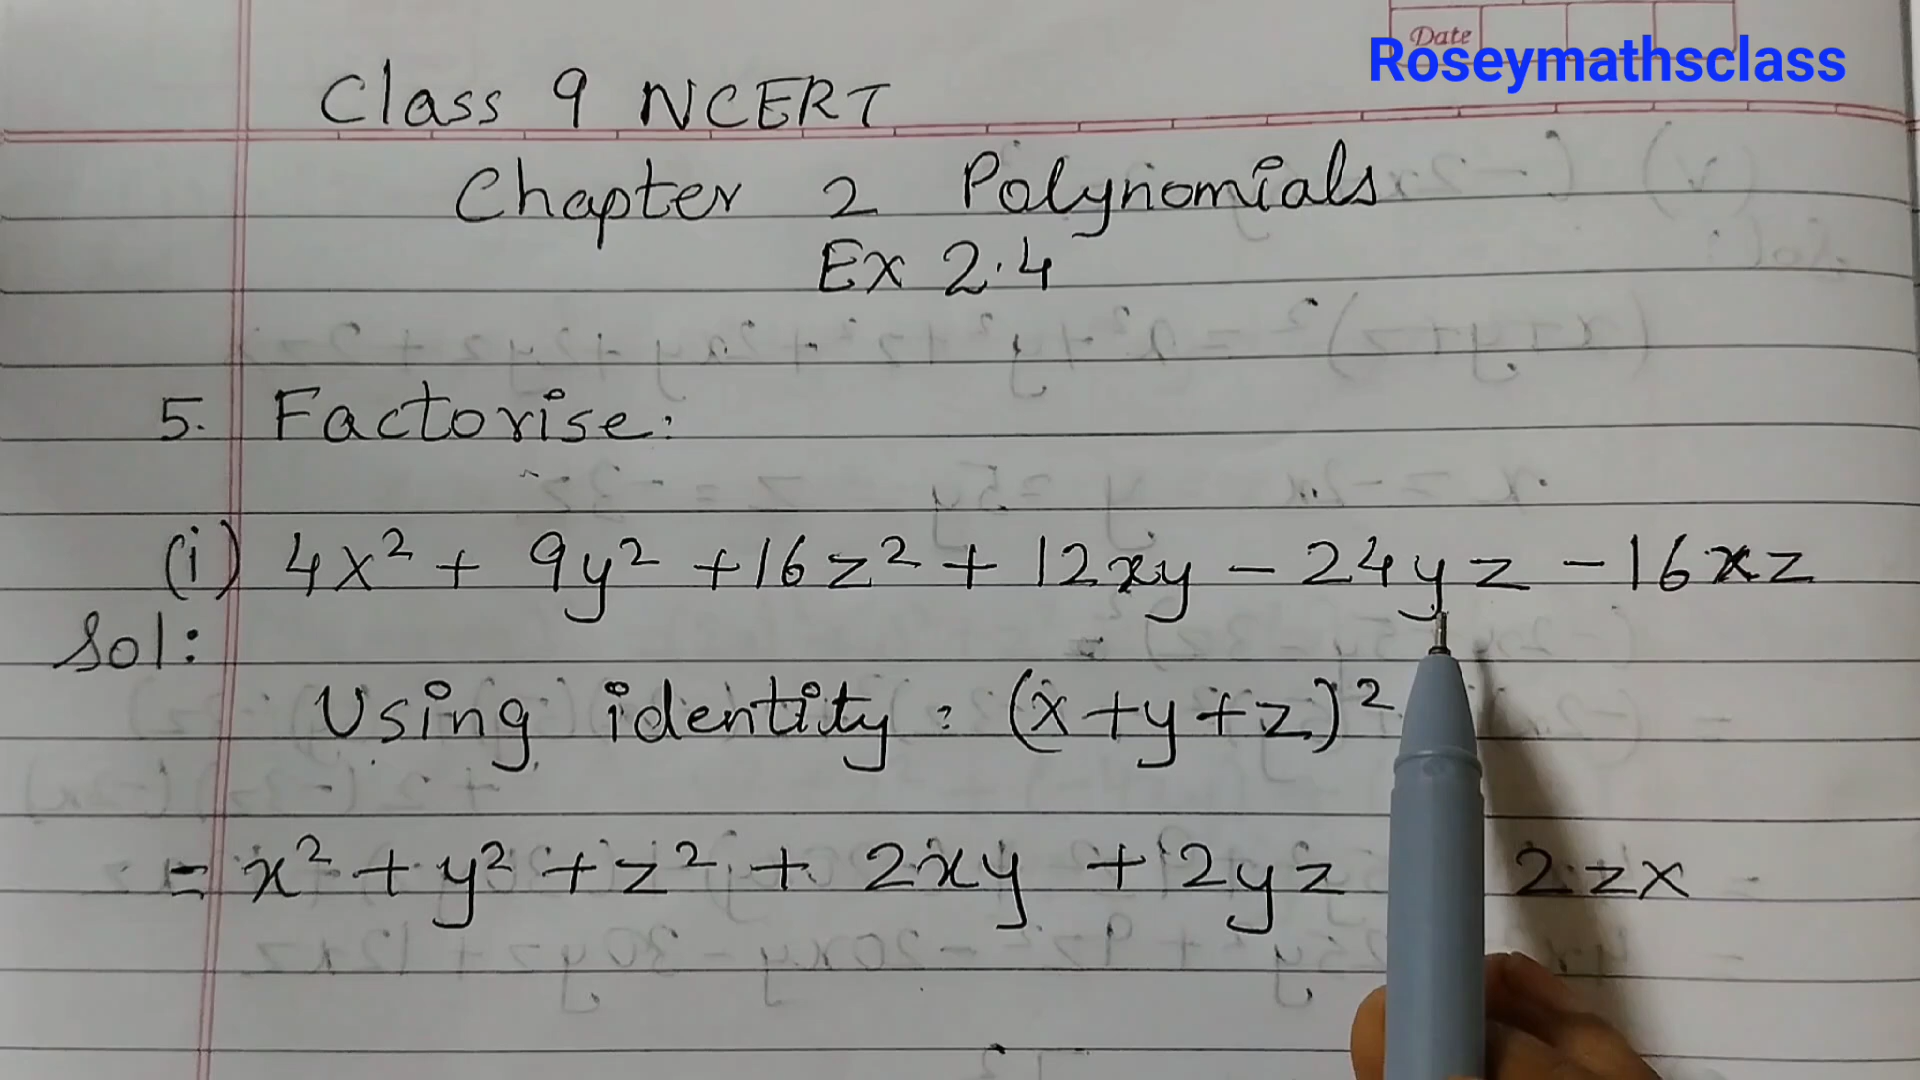 Date
Roseymathsclass
Class 9 NCERT
Chapter 2 Polynomials
Ex 2.4
5. Factorise:
(i) 4x² + 9y² + 16z² + 12xy - 24yz - 16xz
Sol:
Using identity : (x+y+z)²
= x² + y² + z² + 2xy + 2yz 2zx